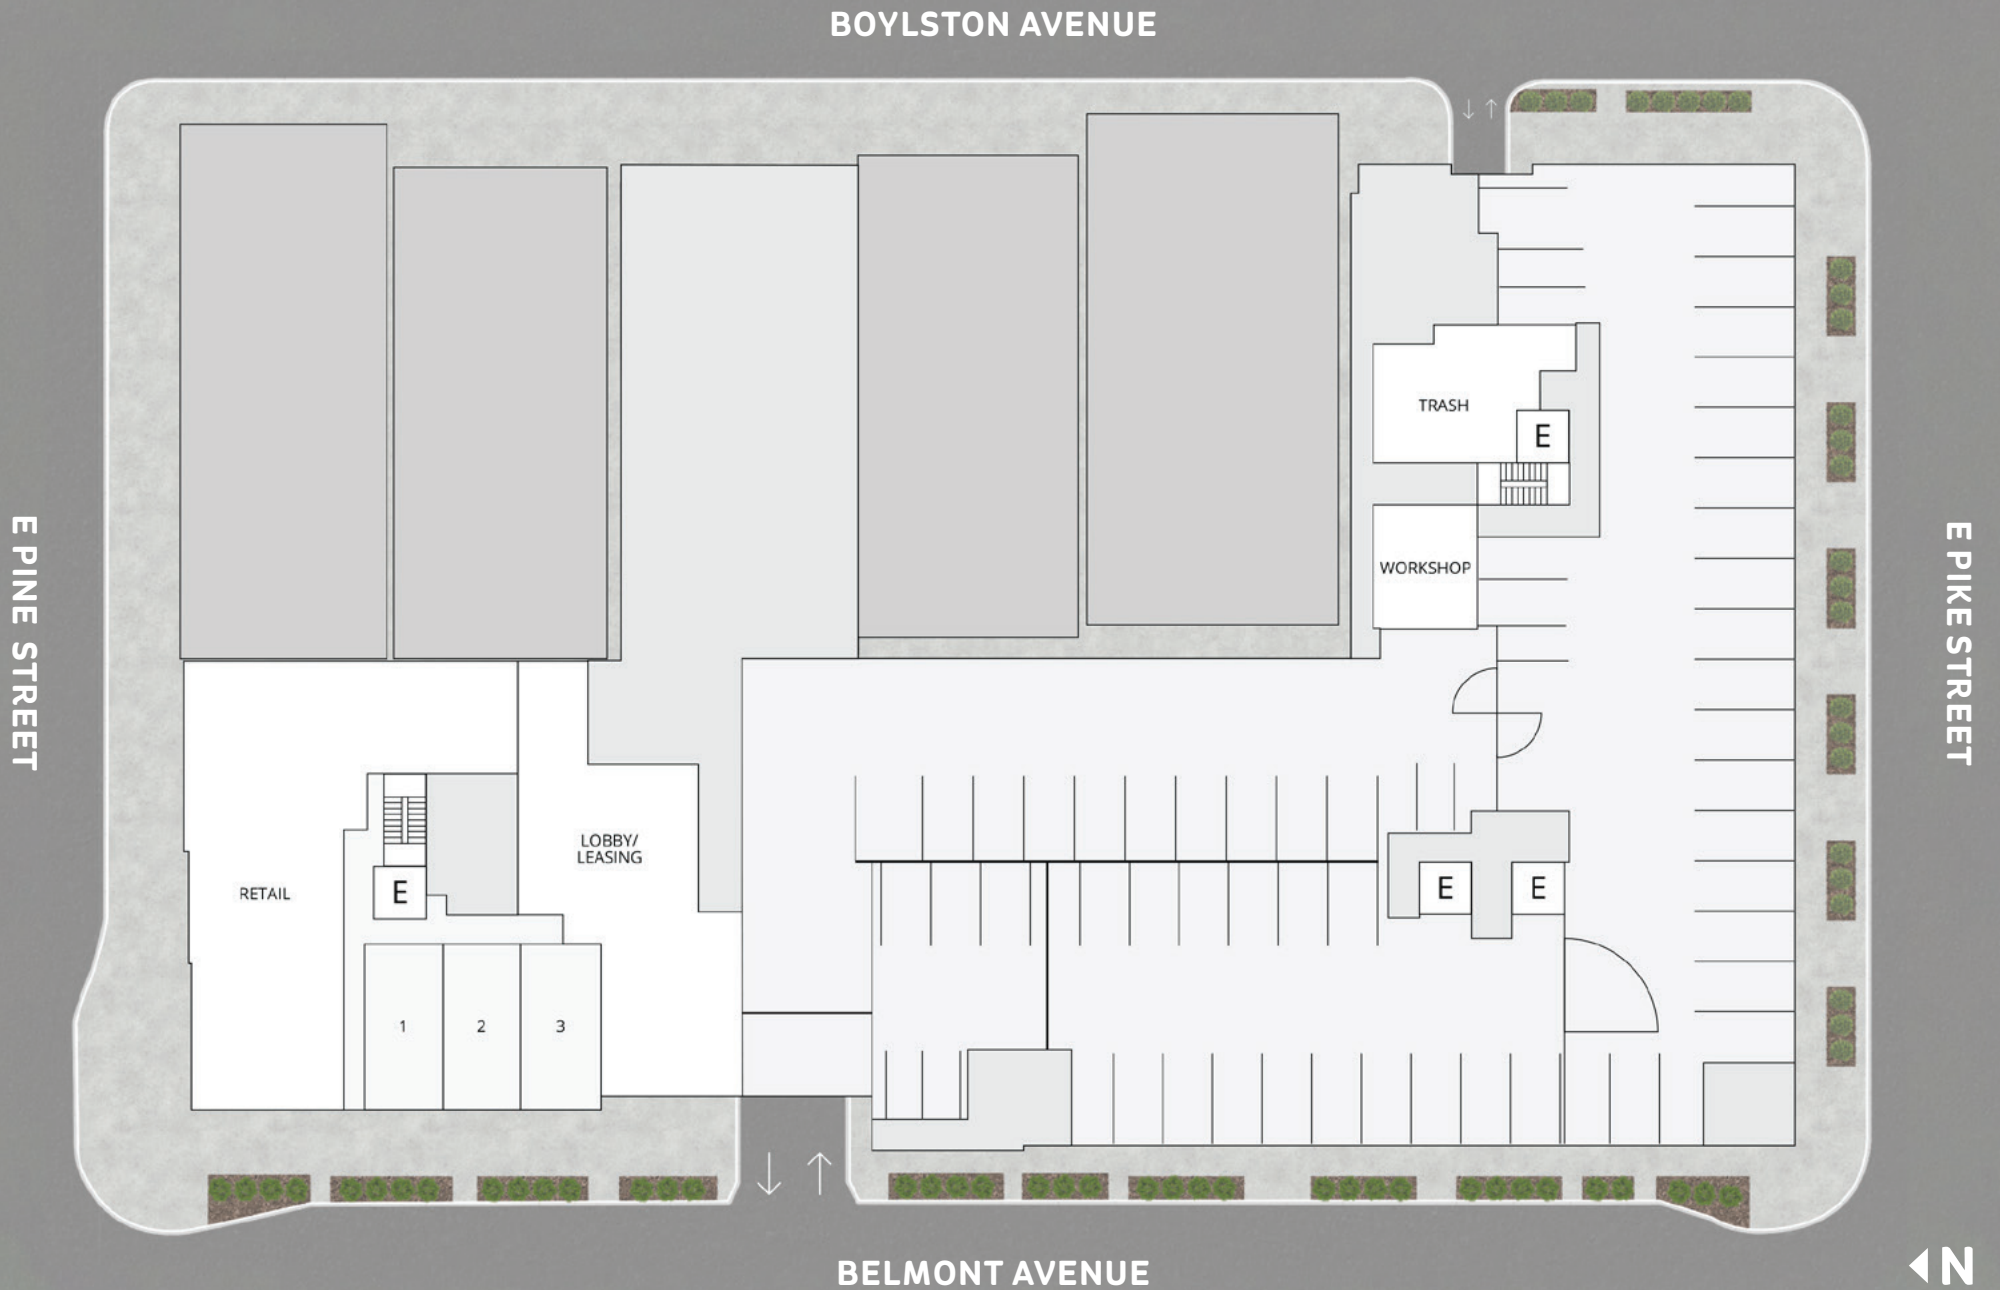 BOYLSTON AVENUE
E PINE STREET
E PIKE STREET
TRASH
E
WORKSHOP
LOBBY/
LEASING
RETAIL
E
E
E
1
2
3
BELMONT AVENUE
N